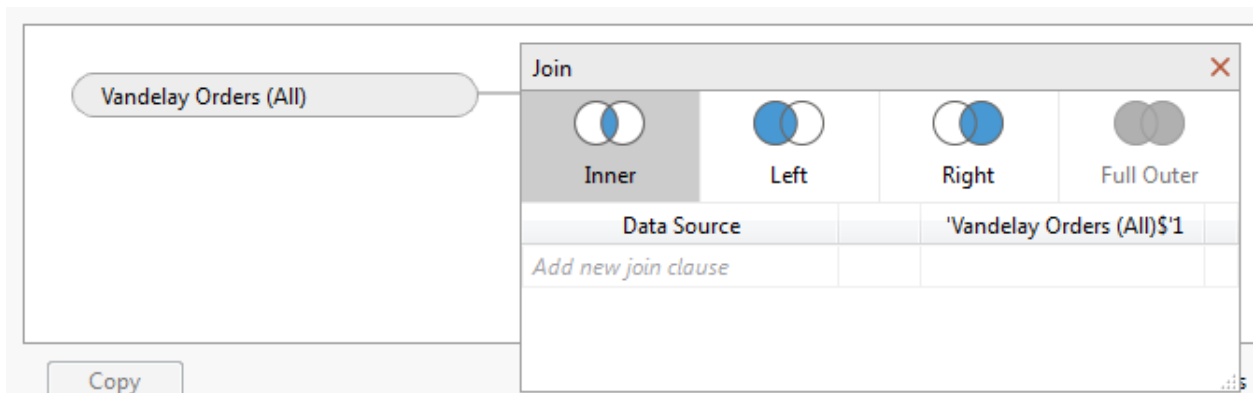 Join
Vandelay Orders (All)
Inner Left Right Full Outer
Data Source 'Vandelay Orders (All)$'1
Add new join clause
Copy
s